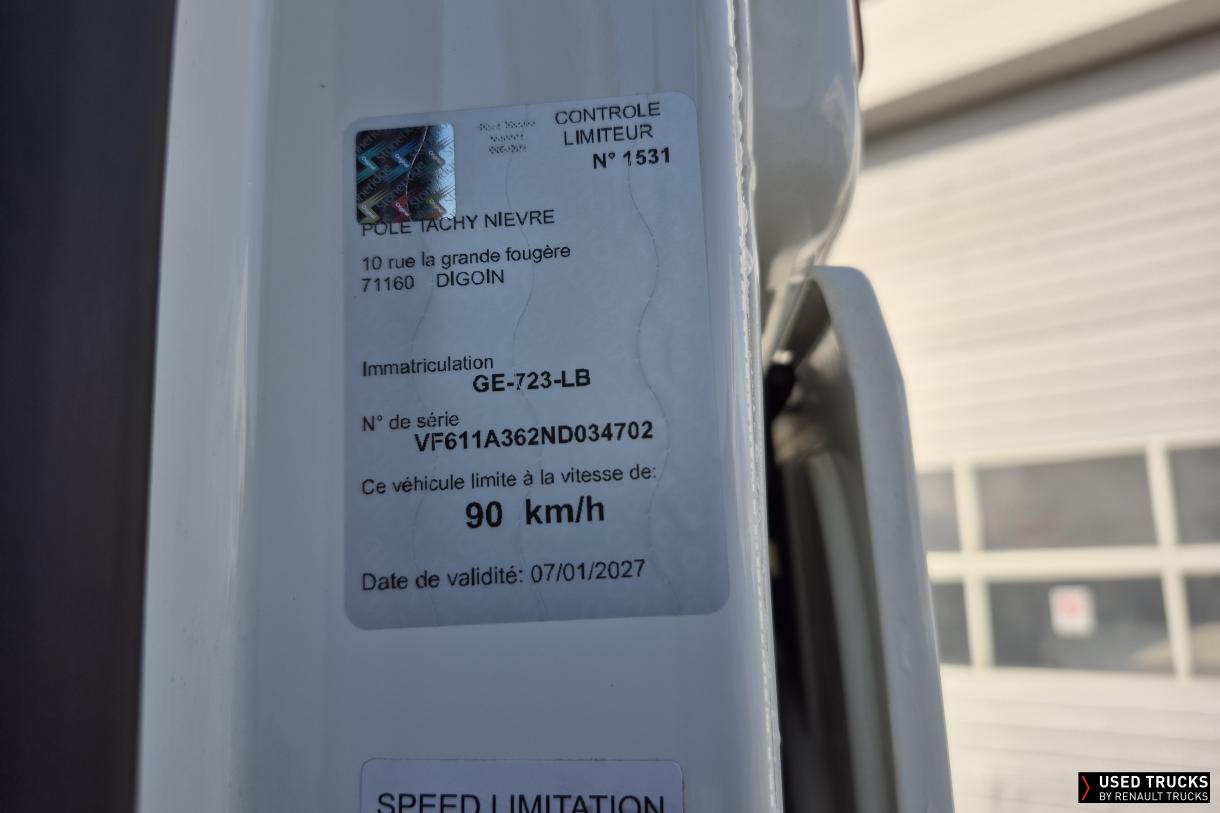 CONTROLE
LIMITEUR
N° 1531
POLE TACHY NIEVRE
10 rue la grande fougère
71160 DIGOIN
Immatriculation
GE-723-LB
N° de série
VF611A362ND034702
Ce véhicule limite à la vitesse de:
90 km/h
Date de validité: 07/01/2027
SPEED LIMITATION
USED TRUCKS
BY RENAULT TRUCKS